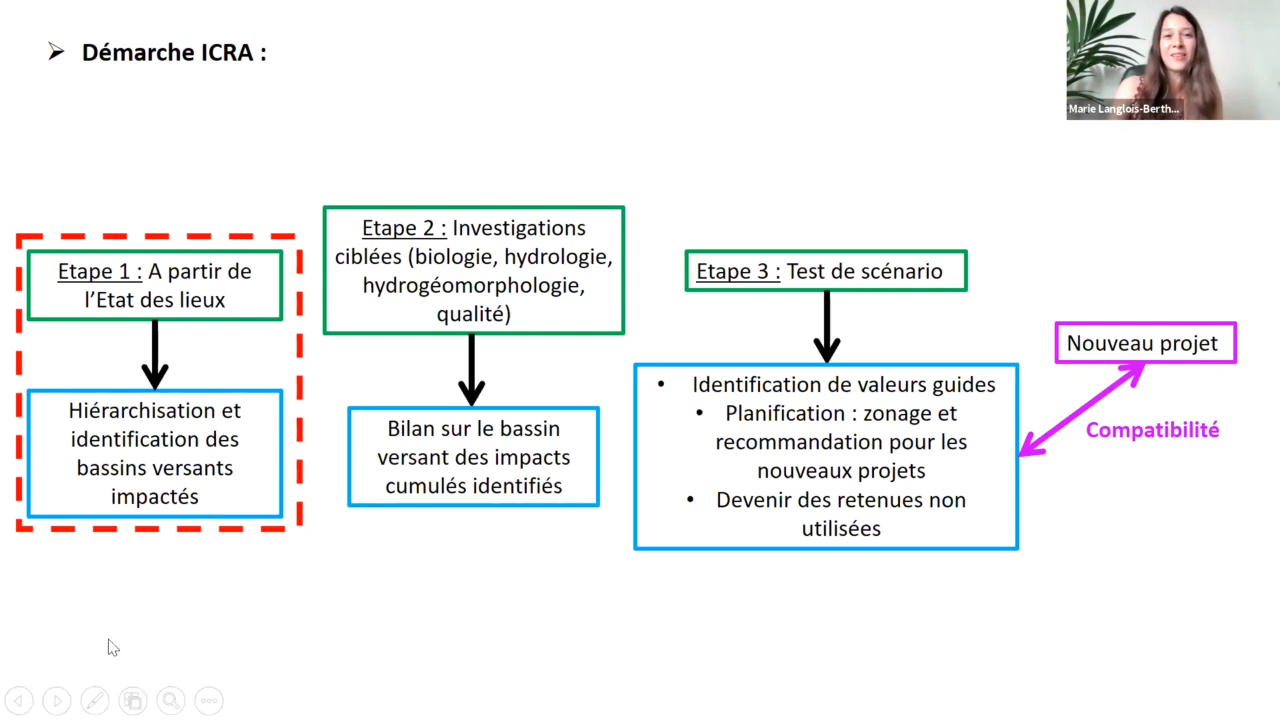 Démarche ICRA :
Marie Langlois-Berth...
Etape 1 : A partir de
l’Etat des lieux
Hiérarchisation et
identification des
bassins versants
impactés
Etape 2 : Investigations
ciblées (biologie, hydrologie,
hydrogéomorphologie,
qualité)
Bilan sur le bassin
versant des impacts
cumulés identifiés
Etape 3 : Test de scénario
• Identification de valeurs guides
• Planification : zonage et
recommandation pour les
nouveaux projets
• Devenir des retenues non
utilisées
Nouveau projet
Compatibilité